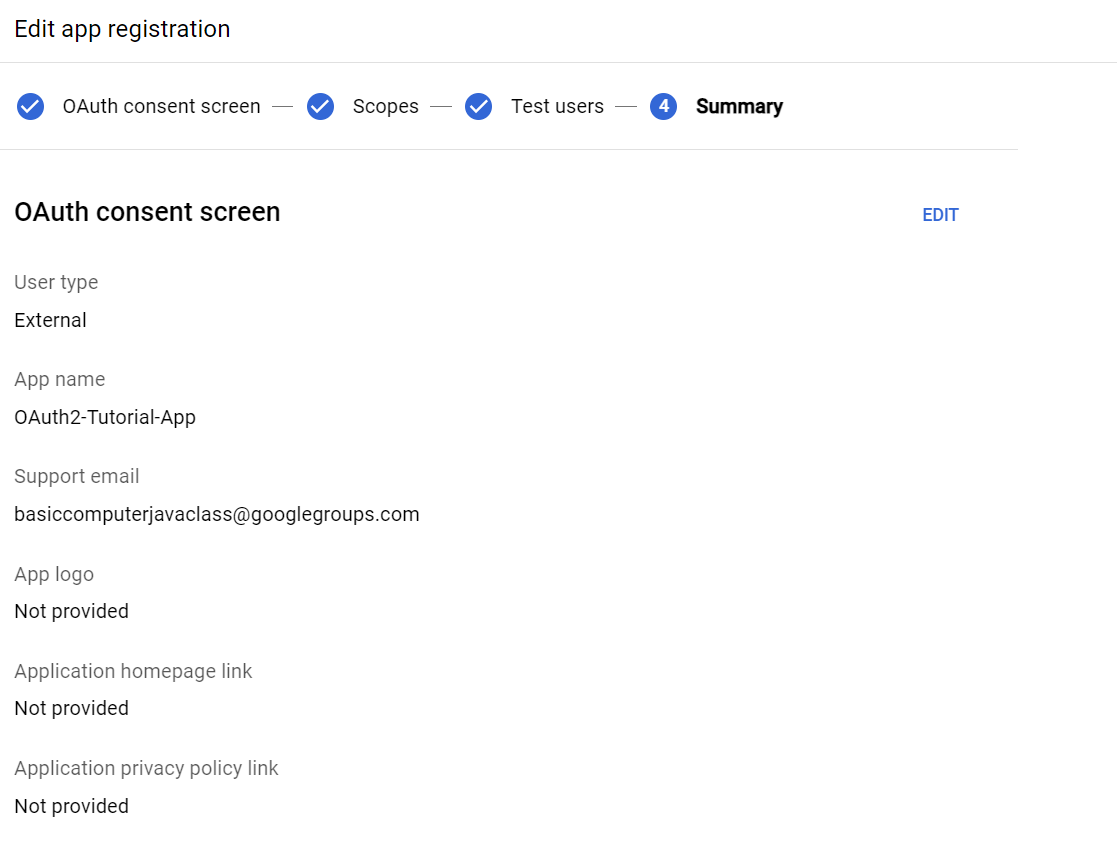 Edit app registration
OAuth consent screen — Scopes — Test users — 4 Summary
OAuth consent screen
EDIT
User type
External
App name
OAuth2-Tutorial-App
Support email
basiccomputerjavaclass@googlegroups.com
App logo
Not provided
Application homepage link
Not provided
Application privacy policy link
Not provided